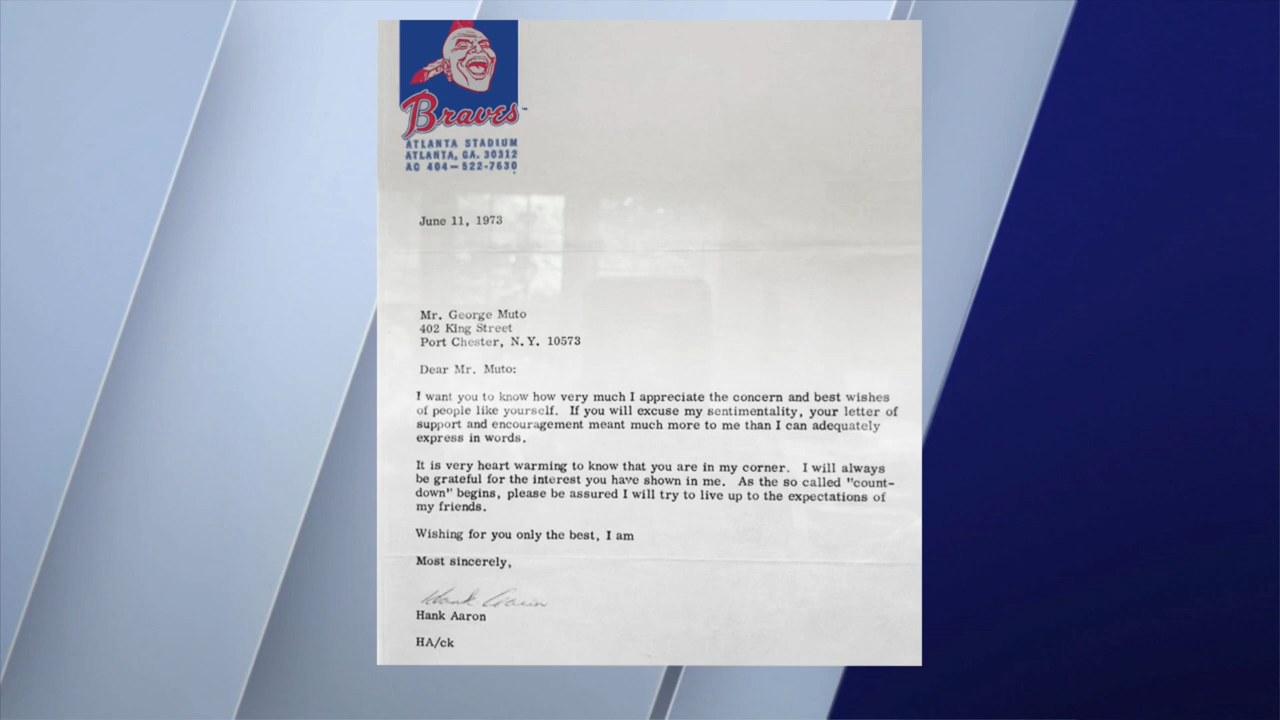 Braves™
ATLANTA STADIUM
ATLANTA, GA. 30312
AC 404-522-7630
June 11, 1973
Mr. George Muto
402 King Street
Port Chester, N.Y. 10573
Dear Mr. Muto:
I want you to know how very much I appreciate the concern and best wishes
of people like yourself. If you will excuse my sentimentality, your letter of
support and encouragement meant much more to me than I can adequately
express in words.
It is very heart warming to know that you are in my corner. I will always
be grateful for the interest you have shown in me. As the so called "count-
down" begins, please be assured I will try to live up to the expectations of
my friends.
Wishing for you only the best, I am
Most sincerely,
Hank Aaron
Hank Aaron
HA/ck